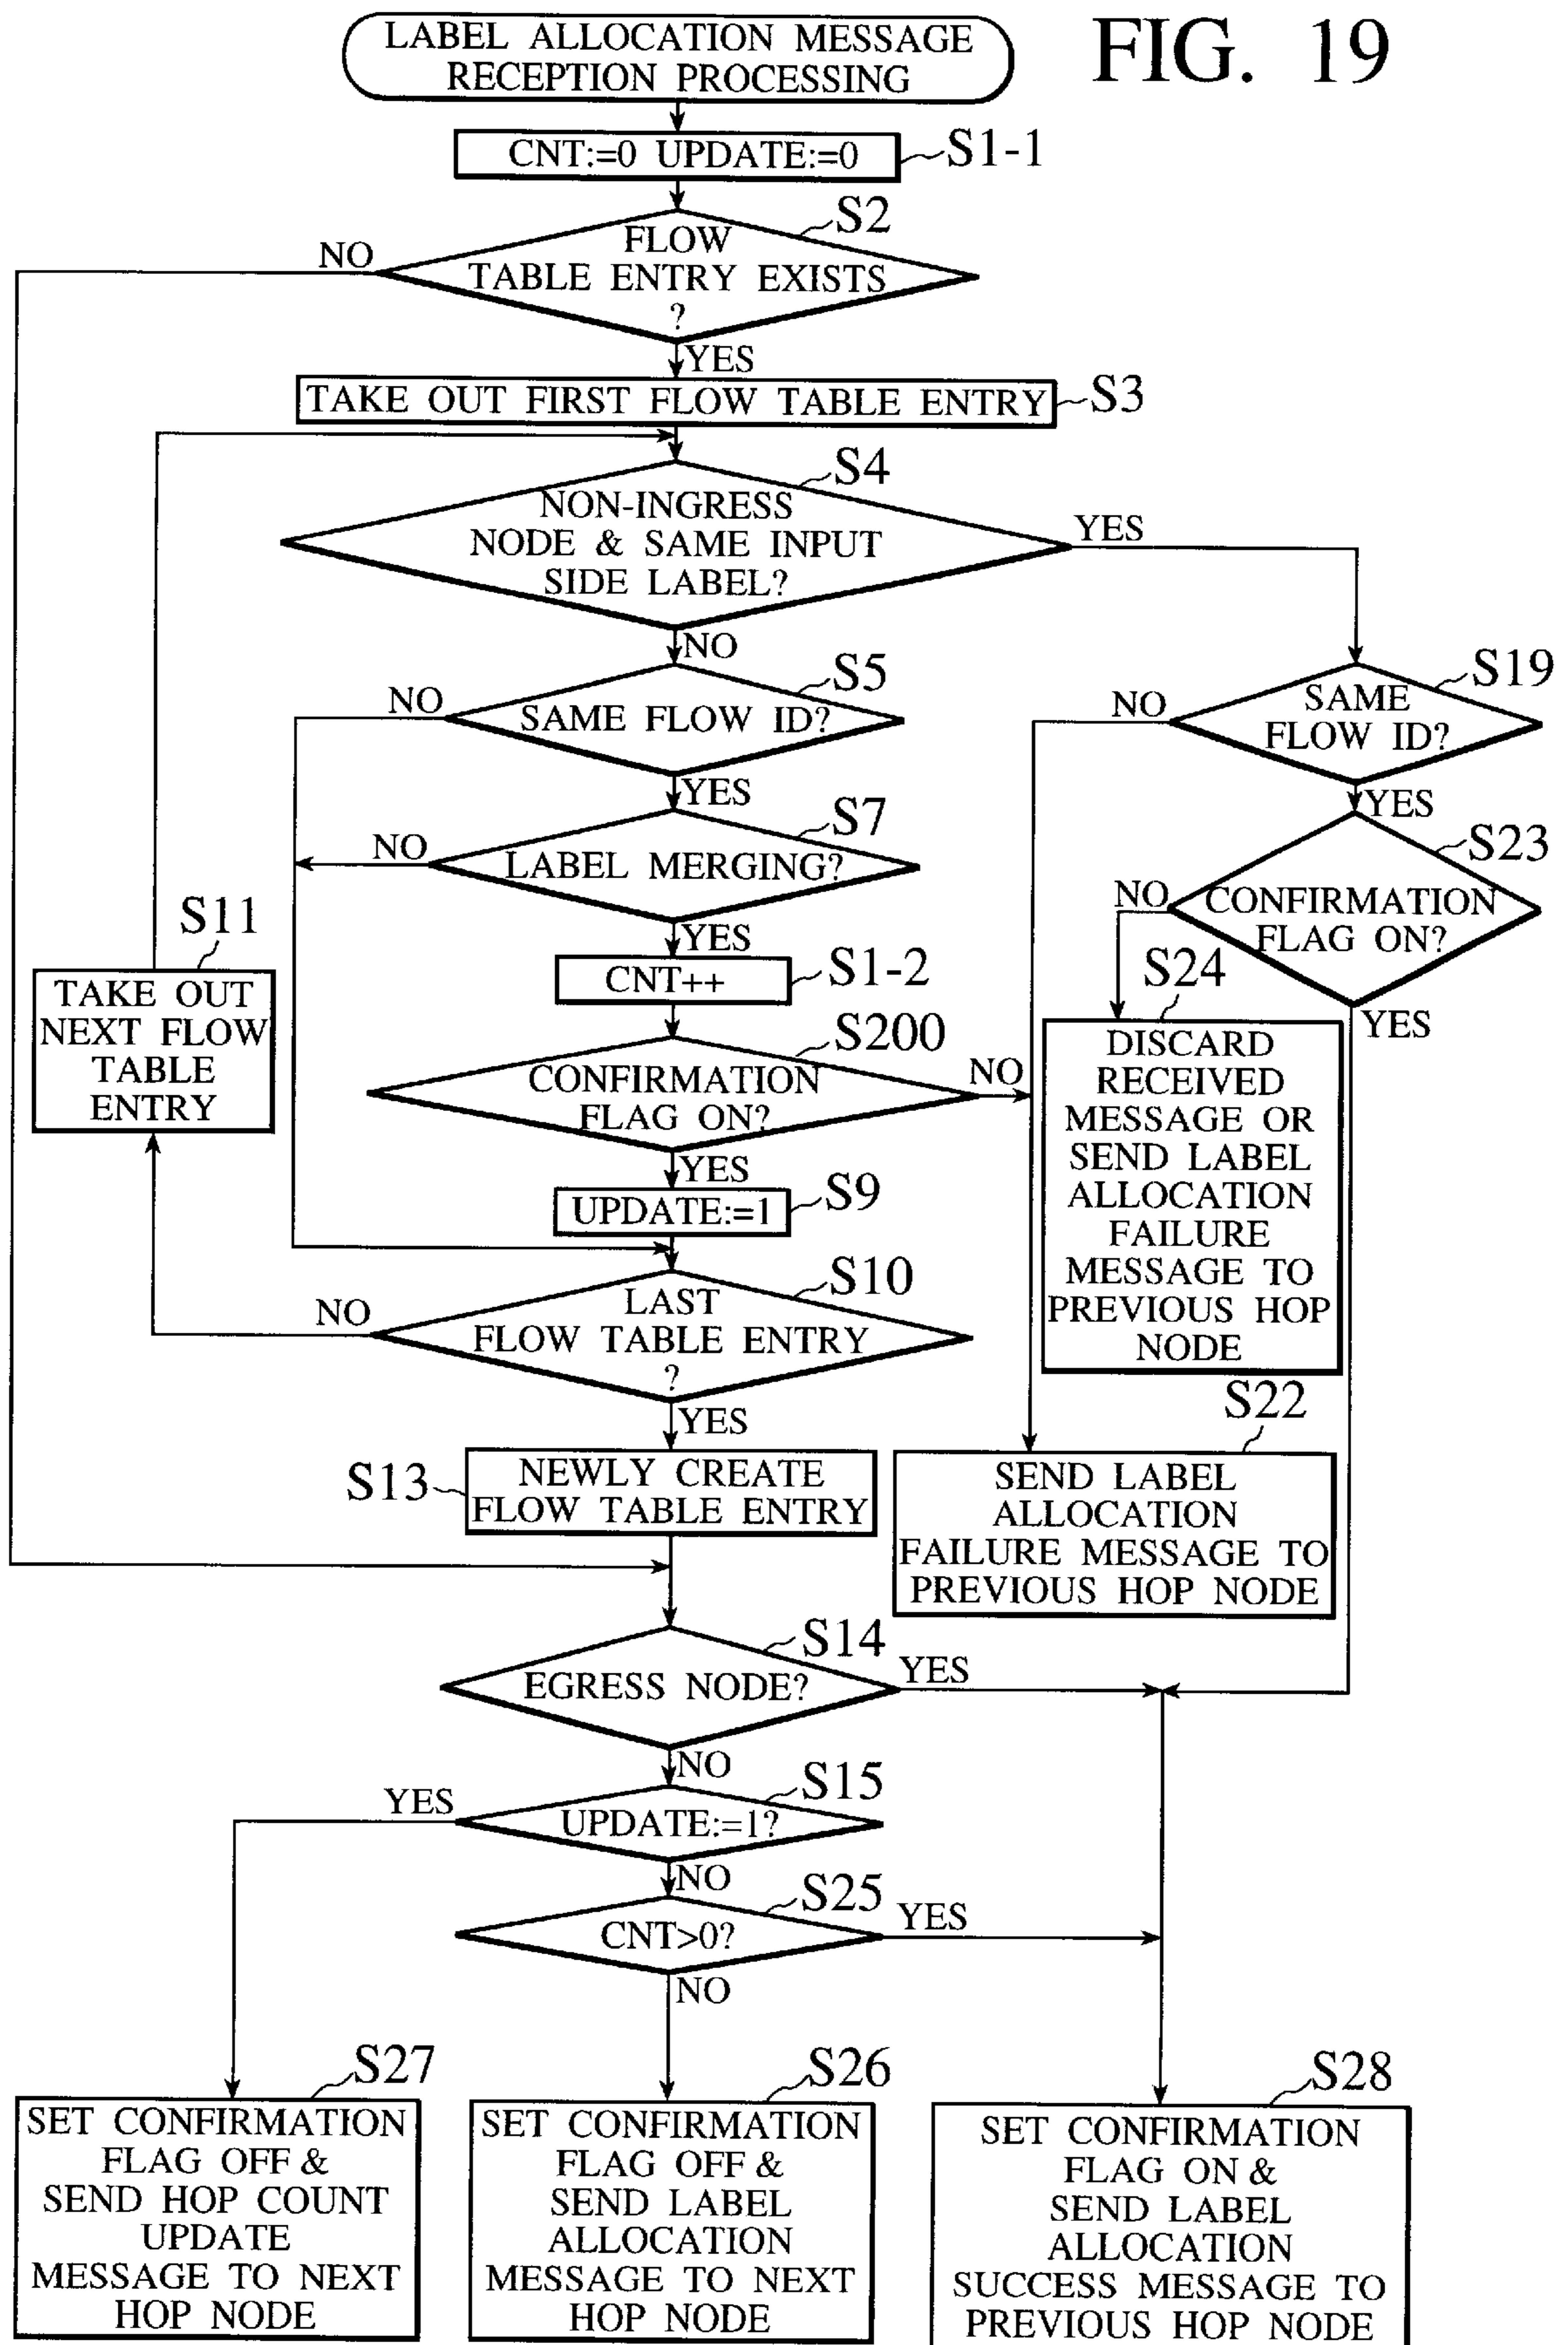 FIG. 19
LABEL ALLOCATION MESSAGE
RECEPTION PROCESSING
CNT:=0 UPDATE:=0
S1-1
S2
FLOW
TABLE ENTRY EXISTS
?
NO
YES
TAKE OUT FIRST FLOW TABLE ENTRY
S3
S4
NON-INGRESS
NODE & SAME INPUT
SIDE LABEL?
YES
NO
S5
SAME FLOW ID?
NO
YES
S19
SAME
FLOW ID?
NO
YES
S7
LABEL MERGING?
NO
YES
S23
CONFIRMATION
FLAG ON?
NO
YES
S11
TAKE OUT
NEXT FLOW
TABLE
ENTRY
CNT++
S1-2
S200
CONFIRMATION
FLAG ON?
NO
YES
S24
DISCARD
RECEIVED
MESSAGE OR
SEND LABEL
ALLOCATION
FAILURE
MESSAGE TO
PREVIOUS HOP
NODE
UPDATE:=1
S9
S10
LAST
FLOW TABLE ENTRY
?
NO
YES
S13
NEWLY CREATE
FLOW TABLE ENTRY
S22
SEND LABEL
ALLOCATION
FAILURE MESSAGE TO
PREVIOUS HOP NODE
S14
EGRESS NODE?
YES
NO
S15
UPDATE:=1?
YES
NO
S25
CNT>0?
YES
NO
S27
SET CONFIRMATION
FLAG OFF &
SEND HOP COUNT
UPDATE
MESSAGE TO NEXT
HOP NODE
S26
SET CONFIRMATION
FLAG OFF &
SEND LABEL
ALLOCATION
MESSAGE TO NEXT
HOP NODE
S28
SET CONFIRMATION
FLAG ON &
SEND LABEL
ALLOCATION
SUCCESS MESSAGE TO
PREVIOUS HOP NODE